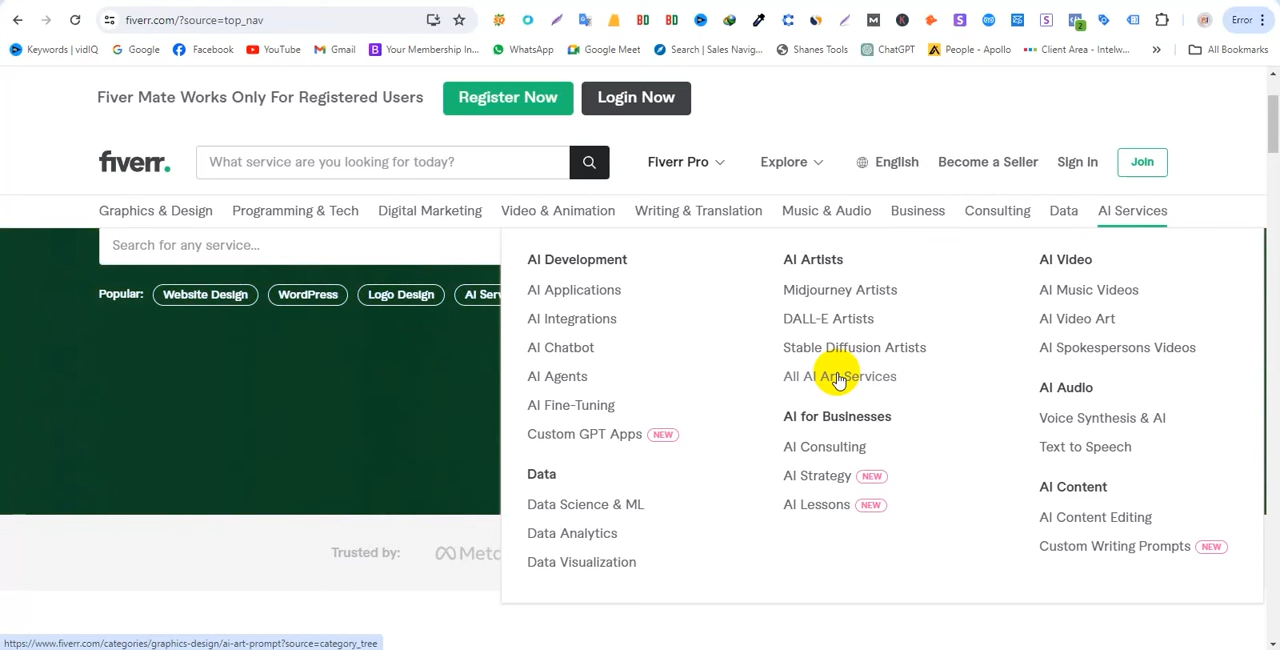 fiverr.com/?source=top_nav
BD
BD
M
K
S
S
2
Error
Keywords | vidIQ
Google
Facebook
YouTube
Gmail
B Your Membership In...
WhatsApp
Google Meet
Search | Sales Navig...
Shanes Tools
ChatGPT
People - Apollo
Client Area - Intelw...
»
All Bookmarks
Fiver Mate Works Only For Registered Users
Register Now
Login Now
fiverr.
What service are you looking for today?
Fiverr Pro
Explore
English
Become a Seller
Sign In
Join
Graphics & Design
Programming & Tech
Digital Marketing
Video & Animation
Writing & Translation
Music & Audio
Business
Consulting
Data
AI Services
Search for any service...
Popular:
Website Design
WordPress
Logo Design
AI Ser
AI Development
AI Applications
AI Integrations
AI Chatbot
AI Agents
AI Fine-Tuning
Custom GPT Apps NEW
Data
Data Science & ML
Data Analytics
Data Visualization
AI Artists
Midjourney Artists
DALL-E Artists
Stable Diffusion Artists
All AI Art Services
AI for Businesses
AI Consulting
AI Strategy NEW
AI Lessons NEW
AI Video
AI Music Videos
AI Video Art
AI Spokespersons Videos
AI Audio
Voice Synthesis & AI
Text to Speech
AI Content
AI Content Editing
Custom Writing Prompts NEW
Trusted by:
Meta
https://www.fiverr.com/categories/graphics-design/ai-art-prompt?source=category_tree